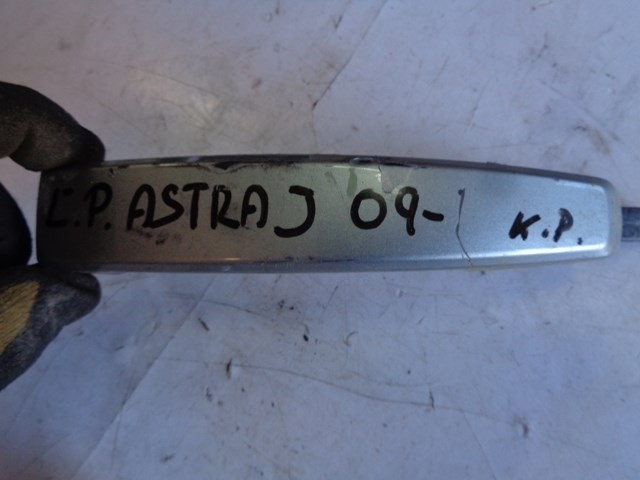 L.P. ASTRA J 09- K.P.